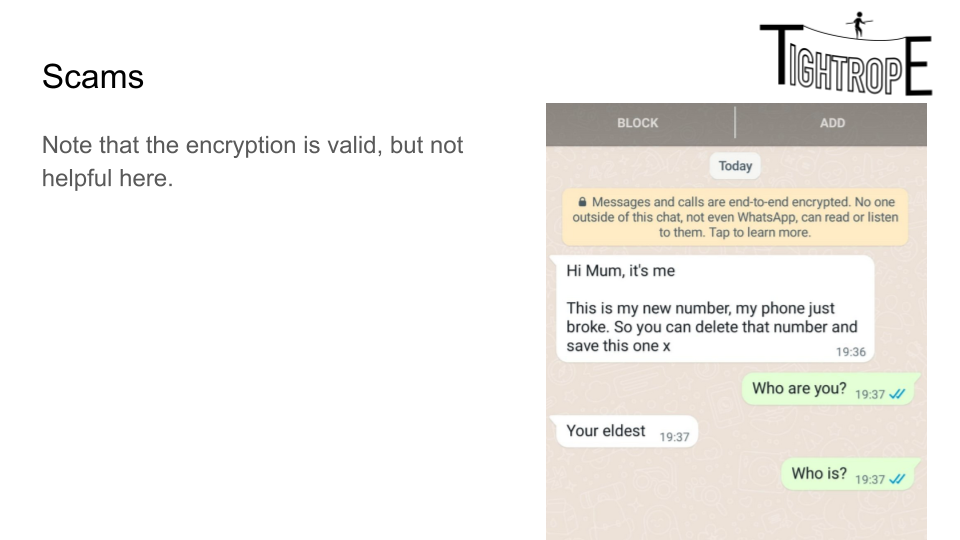 TIGHTROPE
Scams
Note that the encryption is valid, but not
helpful here.
BLOCK
ADD
Today
Messages and calls are end-to-end encrypted. No one
outside of this chat, not even WhatsApp, can read or listen
to them. Tap to learn more.
Hi Mum, it's me
This is my new number, my phone just
broke. So you can delete that number and
save this one x
19:36
Who are you? 19:37
Your eldest 19:37
Who is? 19:37